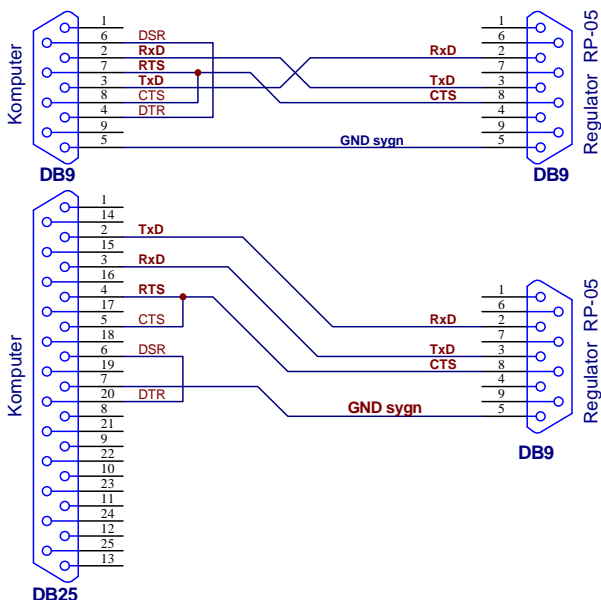 Komputer
1
6 DSR
2 RxD
7 RTS
3 TxD
8 CTS
4 DTR
9
5
GND sygn
DB9
1
6
RxD 2
7
TxD 3
CTS 8
4
9
5
DB9
Regulator RP-05
Komputer
1
14
2 TxD
15
3 RxD
16
4 RTS
17
5 CTS
18
6 DSR
19
7
20 DTR
8
21
9
22
10
23
11
24
12
25
13
DB25
GND sygn
1
6
RxD 2
7
TxD 3
CTS 8
4
9
5
DB9
Regulator RP-05